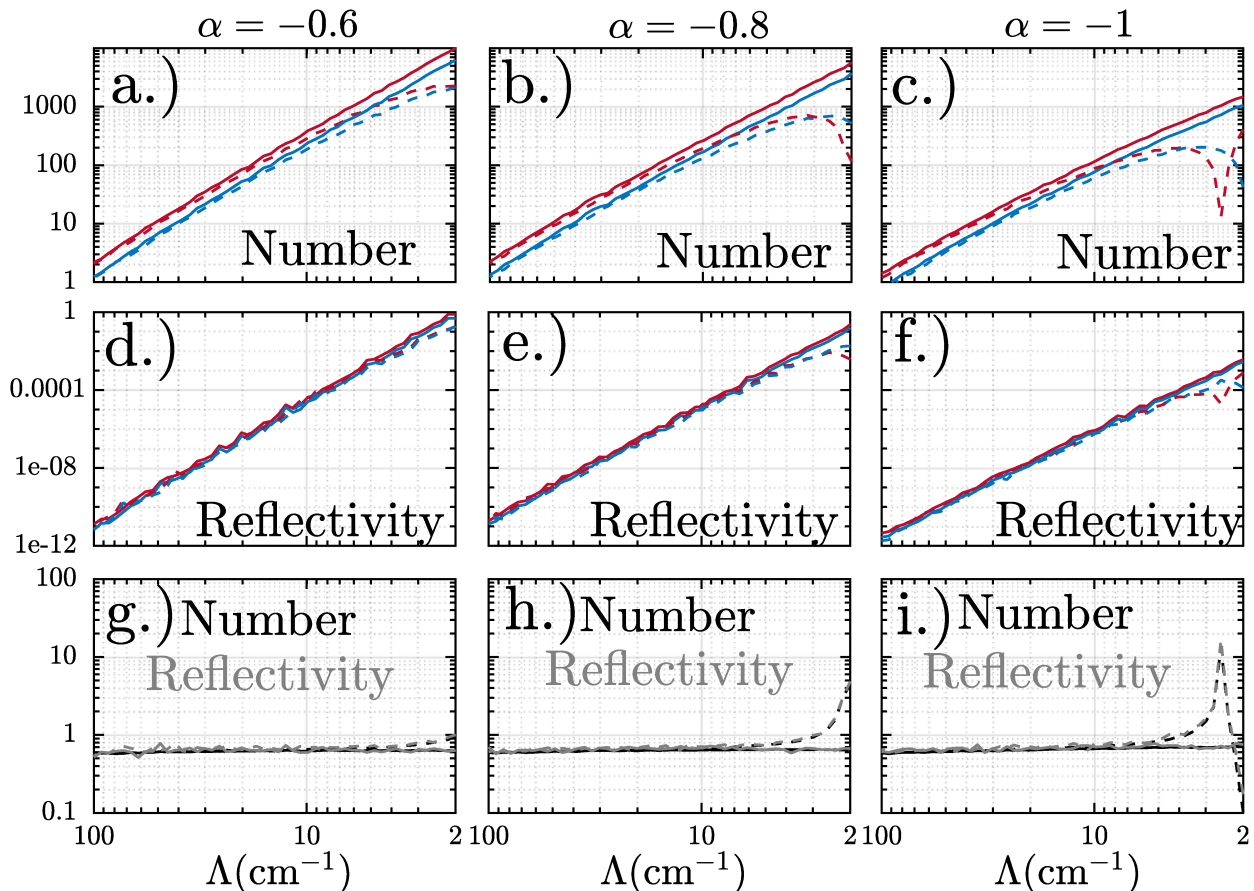 α = −0.6
α = −0.8
α = −1
a.)
b.)
c.)
1000
100
10
1
Number
Number
Number
d.)
e.)
f.)
1
0.0001
1e-08
1e-12
Reflectivity
Reflectivity
Reflectivity
g.) Number
h.) Number
i.) Number
Reflectivity
Reflectivity
Reflectivity
100
10
1
0.1
100 10 2
100 10 2
100 10 2
Λ(cm⁻¹)
Λ(cm⁻¹)
Λ(cm⁻¹)